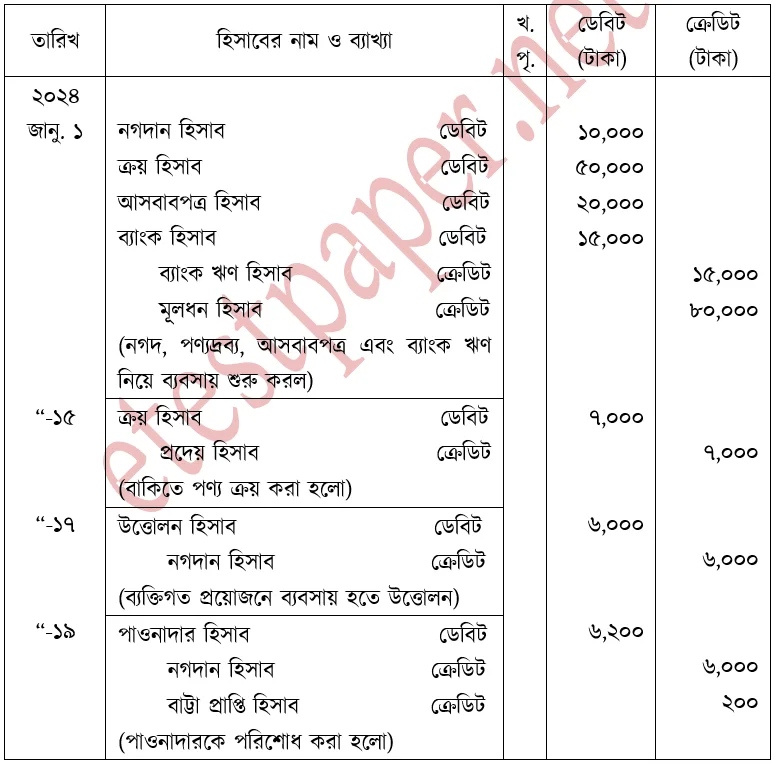 তারিখ হিসাবের নাম ও ব্যাখ্যা খ. পৃ. ডেবিট (টাকা) ক্রেডিট (টাকা)
২০২৪
জানু. ১ নগদান হিসাব ডেবিট ১০,০০০
ক্রয় হিসাব ডেবিট ৫০,০০০
আসবাবপত্র হিসাব ডেবিট ২০,০০০
ব্যাংক হিসাব ডেবিট ১৫,০০০
ব্যাংক ঋণ হিসাব ক্রেডিট ১৫,০০০
মূলধন হিসাব ক্রেডিট ৮০,০০০
(নগদ, পণ্যদ্রব্য, আসবাবপত্র এবং ব্যাংক ঋণ
নিয়ে ব্যবসায় শুরু করল)
“-১৫ ক্রয় হিসাব ডেবিট ৭,০০০
প্রদেয় হিসাব ক্রেডিট ৭,০০০
(বাকিতে পণ্য ক্রয় করা হলো)
“-১৭ উত্তোলন হিসাব ডেবিট ৬,০০০
নগদান হিসাব ক্রেডিট ৬,০০০
(ব্যক্তিগত প্রয়োজনে ব্যবসায় হতে উত্তোলন)
“-১৯ পাওনাদার হিসাব ডেবিট ৬,২০০
নগদান হিসাব ক্রেডিট ৬,০০০
বাট্টা প্রাপ্তি হিসাব ক্রেডিট ২০০
(পাওনাদারকে পরিশোধ করা হলো)
etestpaper.net